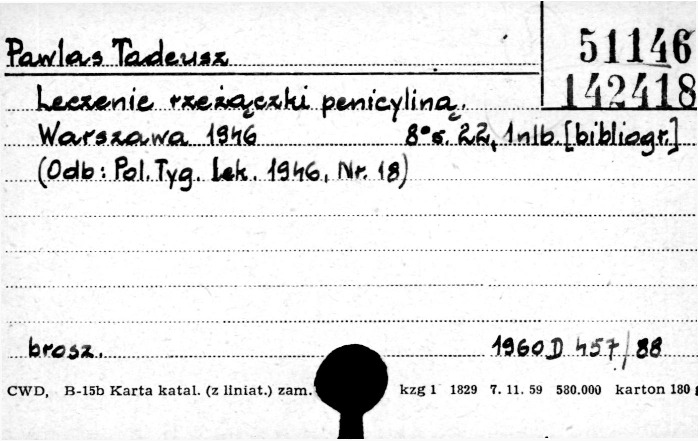 Pawlas Tadeusz
51146
142418
Leczenie rzeżączki penicyliną.
Warszawa 1946 8° s. 22, 1 nlb. [bibliogr.]
(Odb: Pol. Tyg. Lek. 1946, Nr. 18)
brosz. 1960 D 457/88
CWD, B-15b Karta katal. (z liniat.) zam. kzg 1 1829 7. 11. 59 580.000 karton 180 g